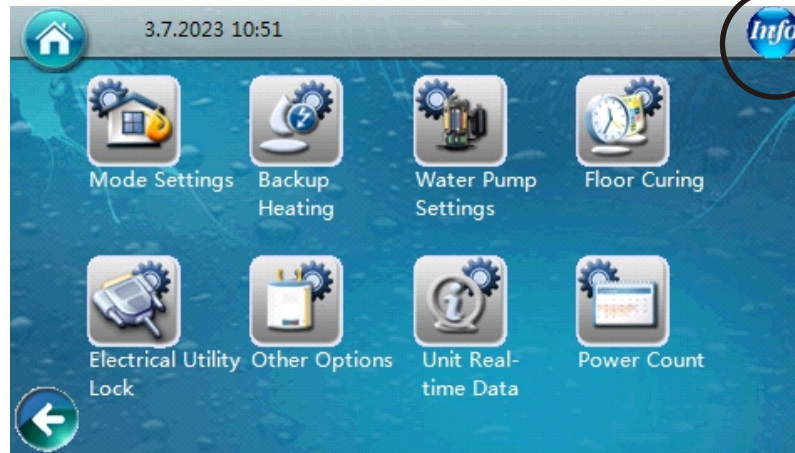 3.7.2023 10:51
Info
Mode Settings
Backup
Heating
Water Pump
Settings
Floor Curing
Electrical Utility
Lock
Other Options
Unit Real-
time Data
Power Count